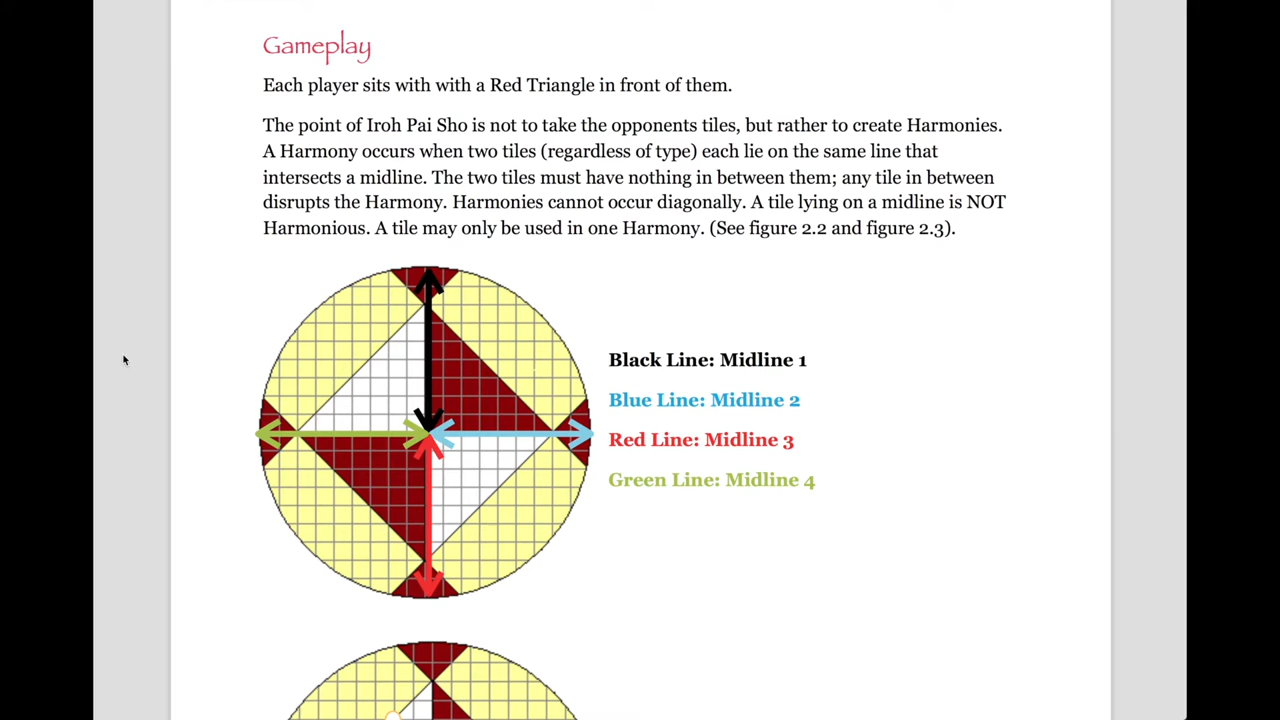 Gameplay
Each player sits with with a Red Triangle in front of them.
The point of Iroh Pai Sho is not to take the opponents tiles, but rather to create Harmonies.
A Harmony occurs when two tiles (regardless of type) each lie on the same line that
intersects a midline. The two tiles must have nothing in between them; any tile in between
disrupts the Harmony. Harmonies cannot occur diagonally. A tile lying on a midline is NOT
Harmonious. A tile may only be used in one Harmony. (See figure 2.2 and figure 2.3).
Black Line: Midline 1
Blue Line: Midline 2
Red Line: Midline 3
Green Line: Midline 4